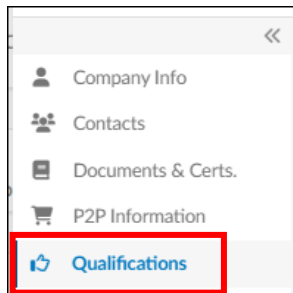 Company Info
Contacts
Documents & Certs.
P2P Information
Qualifications